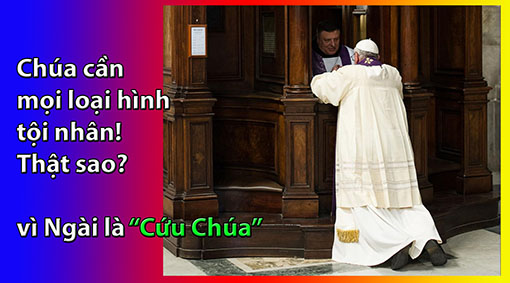 Chúa cần
mọi loại hình
tội nhân!
Thật sao?
vì Ngài là “Cứu Chúa”